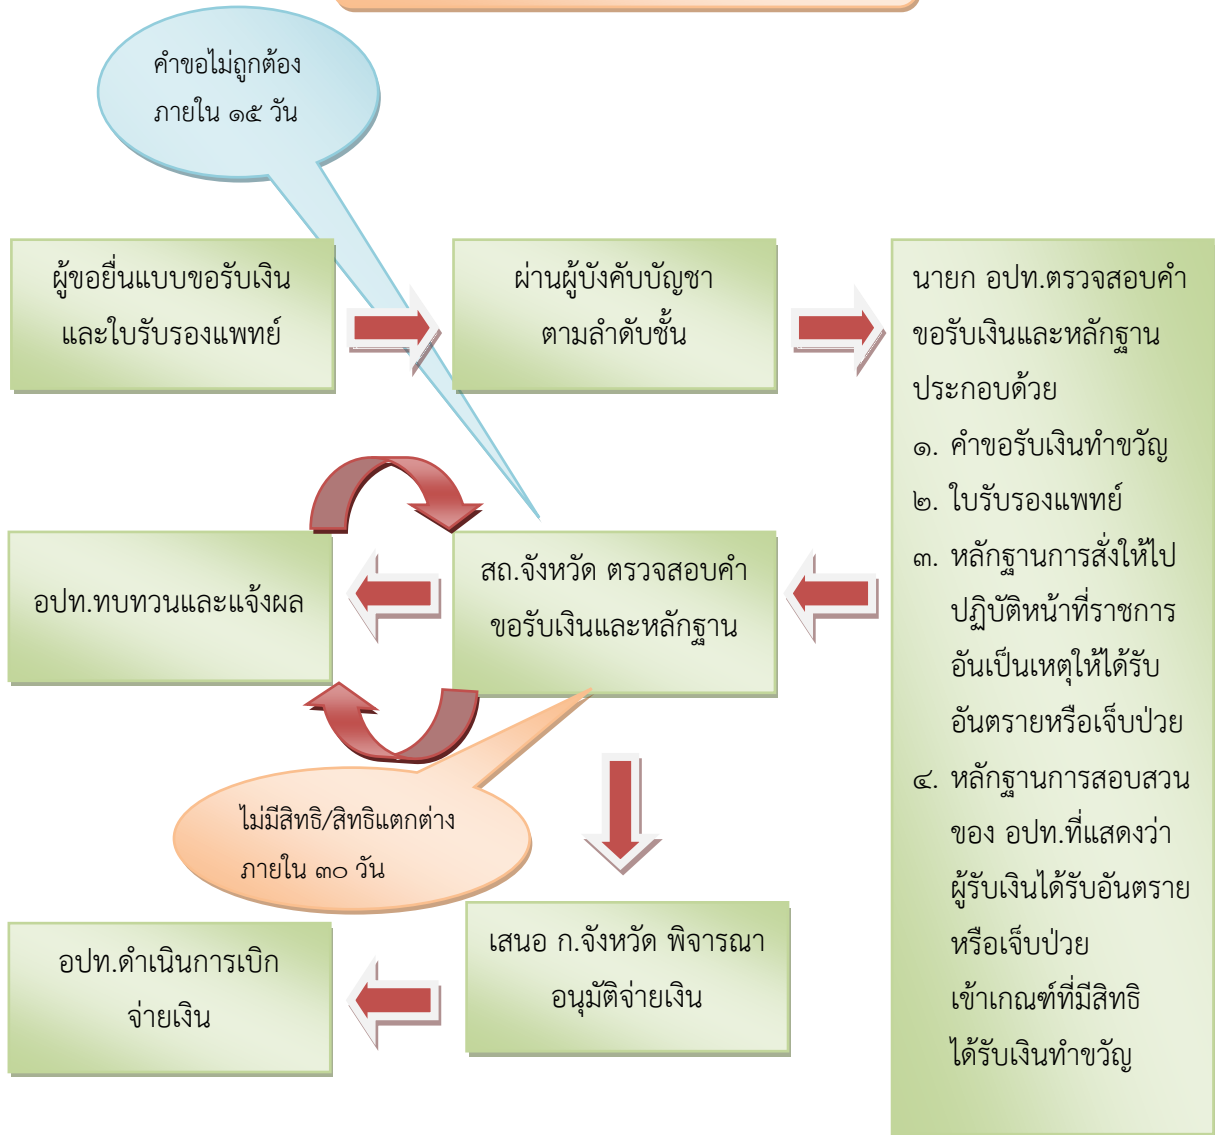 คำขอไม่ถูกต้อง
ภายใน ๑๕ วัน
ผู้ขอยื่นแบบขอรับเงิน
และใบรับรองแพทย์
ผ่านผู้บังคับบัญชา
ตามลำดับชั้น
นายก อปท.ตรวจสอบคำ
ขอรับเงินและหลักฐาน
ประกอบด้วย
๑. คำขอรับเงินทำขวัญ
๒. ใบรับรองแพทย์
๓. หลักฐานการสั่งให้ไป
ปฏิบัติหน้าที่ราชการ
อันเป็นเหตุให้ได้รับ
อันตรายหรือเจ็บป่วย
๔. หลักฐานการสอบสวน
ของ อปท.ที่แสดงว่า
ผู้รับเงินได้รับอันตราย
หรือเจ็บป่วย
เข้าเกณฑ์ที่มีสิทธิ
ได้รับเงินทำขวัญ
สถ.จังหวัด ตรวจสอบคำ
ขอรับเงินและหลักฐาน
อปท.ทบทวนและแจ้งผล
ไม่มีสิทธิ/สิทธิแตกต่าง
ภายใน ๓๐ วัน
เสนอ ก.จังหวัด พิจารณา
อนุมัติจ่ายเงิน
อปท.ดำเนินการเบิก
จ่ายเงิน